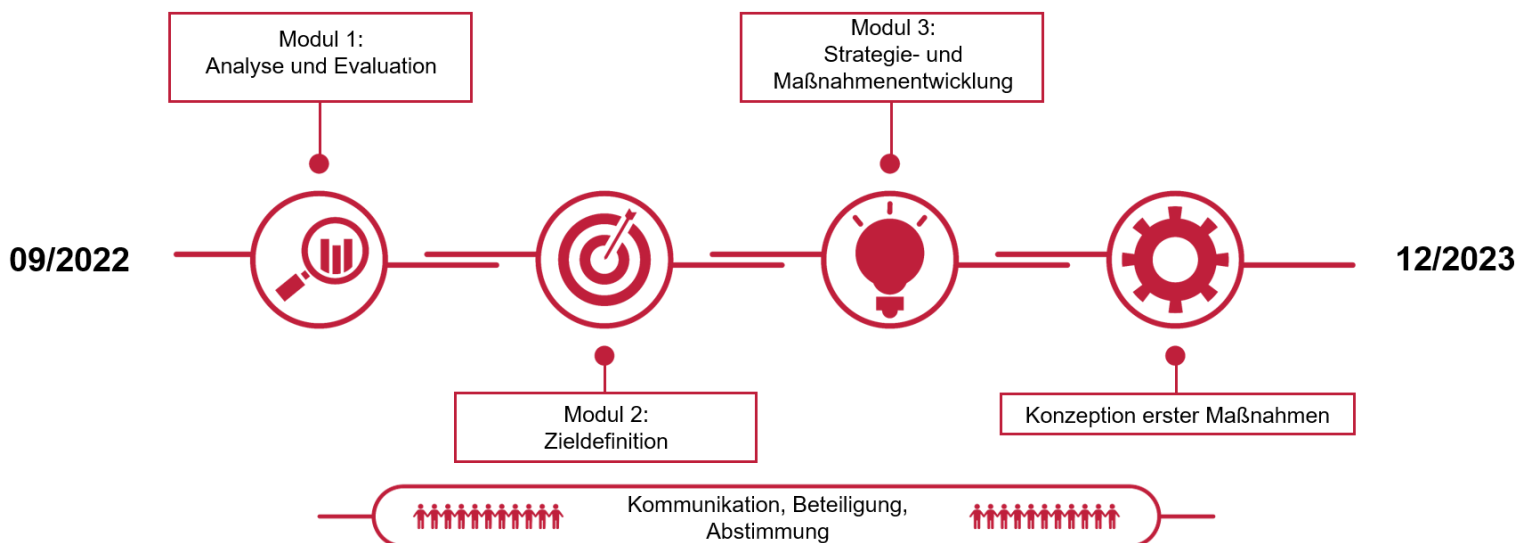 Modul 1:
Analyse und Evaluation
Modul 3:
Strategie- und
Maßnahmenentwicklung
09/2022
12/2023
Modul 2:
Zieldefinition
Konzeption erster Maßnahmen
Kommunikation, Beteiligung,
Abstimmung